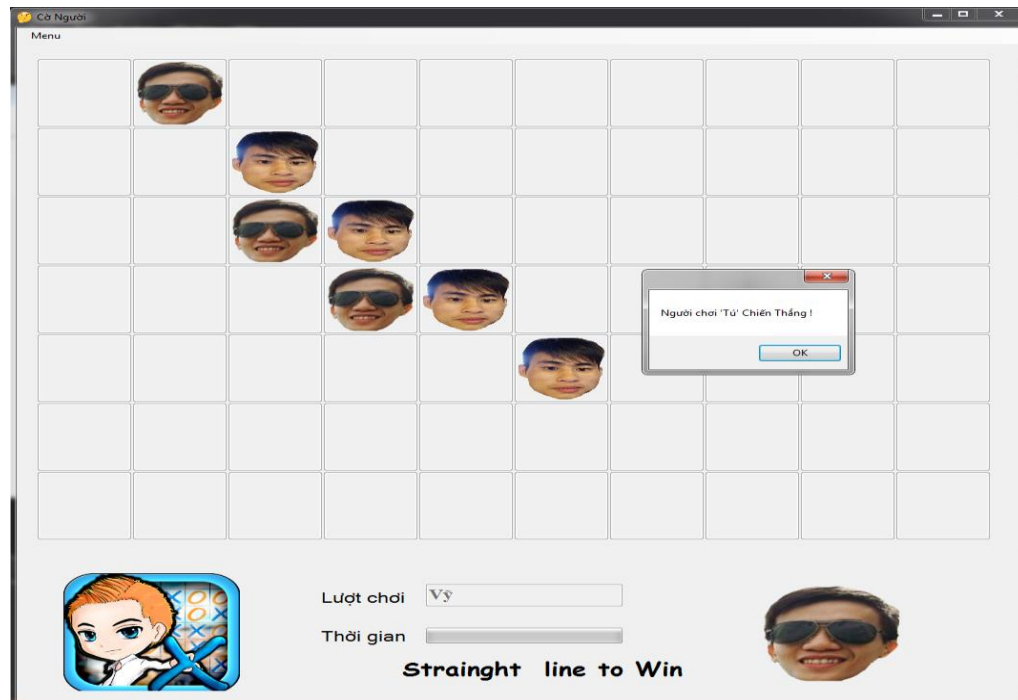 Cờ Người
Menu
Người chơi 'Tú' Chiến Thắng !
OK
Lượt chơi Vỹ
Thời gian
Strainght line to Win